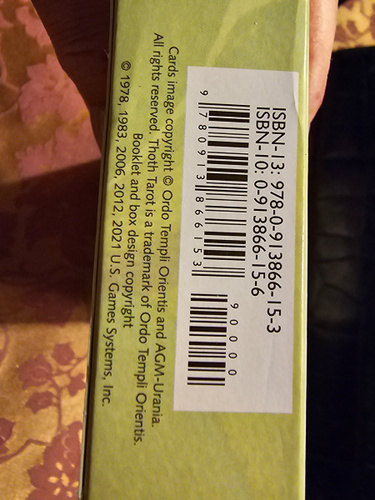 ISBN-13: 978-0-913866-15-3
ISBN-10: 0-913866-15-6
90000
9 780913 866153
Cards image copyright © Ordo Templi Orientis and AGM-Urania.
All rights reserved. Thoth Tarot is a trademark of Ordo Templi Orientis.
Booklet and box design copyright
© 1978, 1983, 2006, 2012, 2021 U.S. Games Systems, Inc.